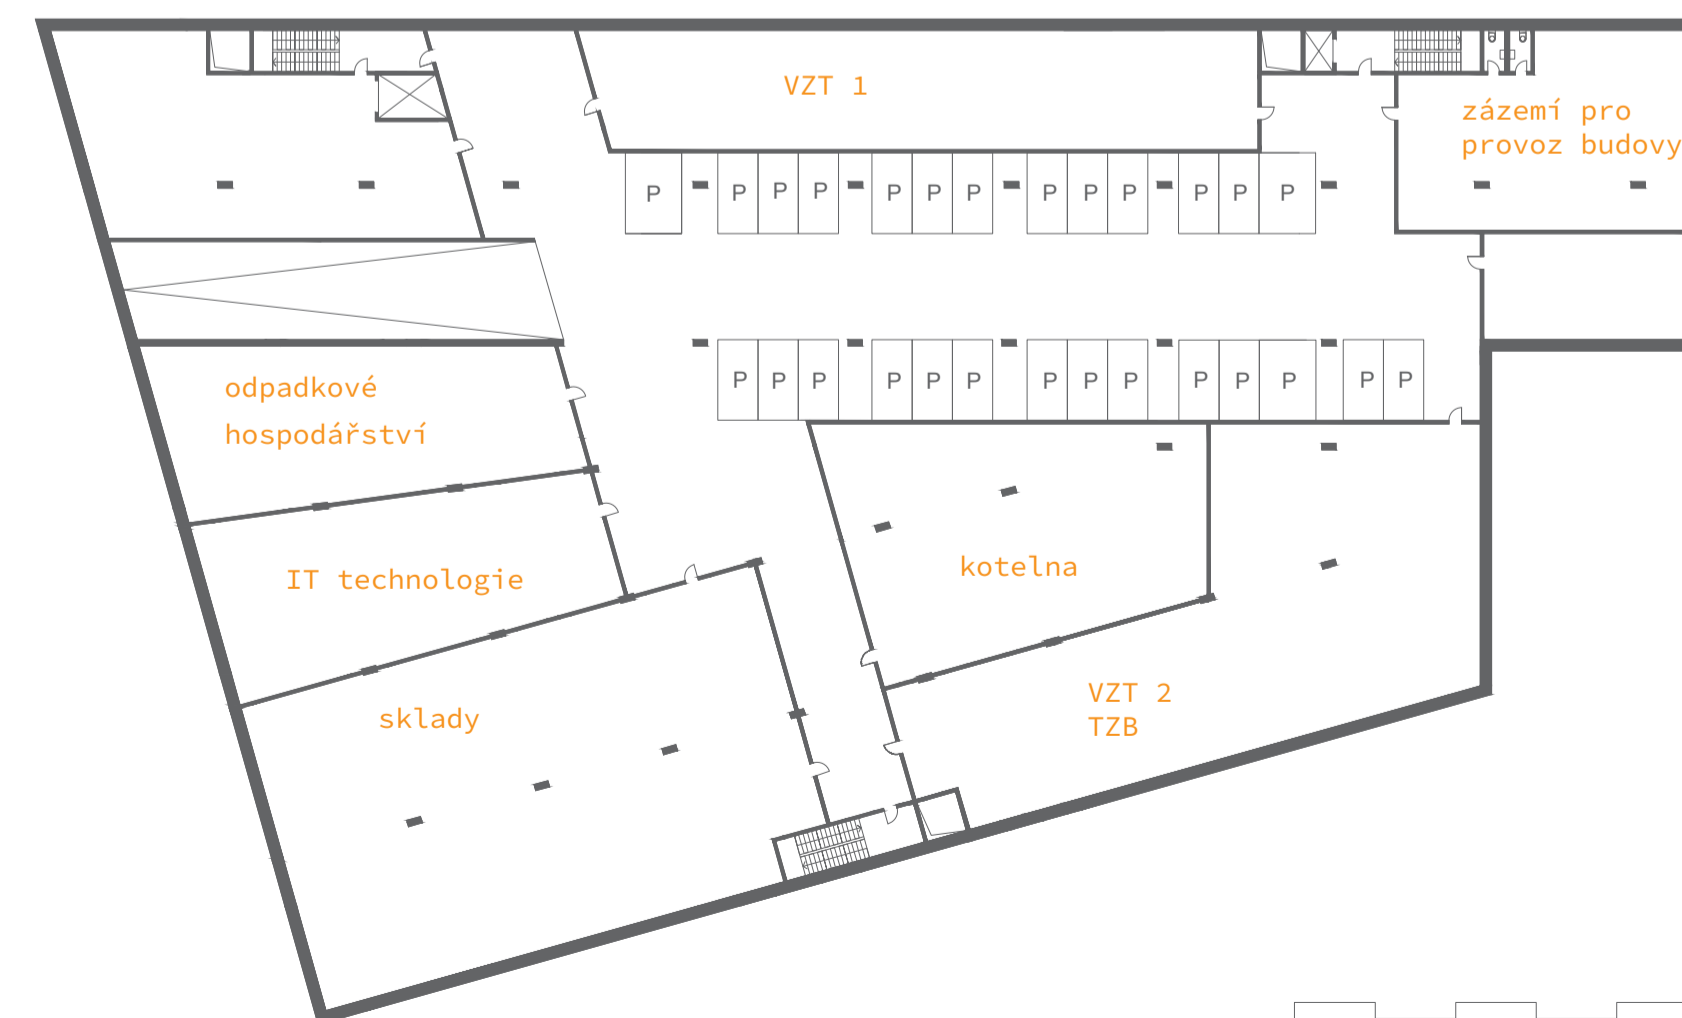 VZT 1
zázemí pro
provoz budovy
P P P P P P P P P P P P P P
P P P P P P P P P P P P P P
odpadkové
hospodářství
kotelna
IT technologie
VZT 2
TZB
sklady